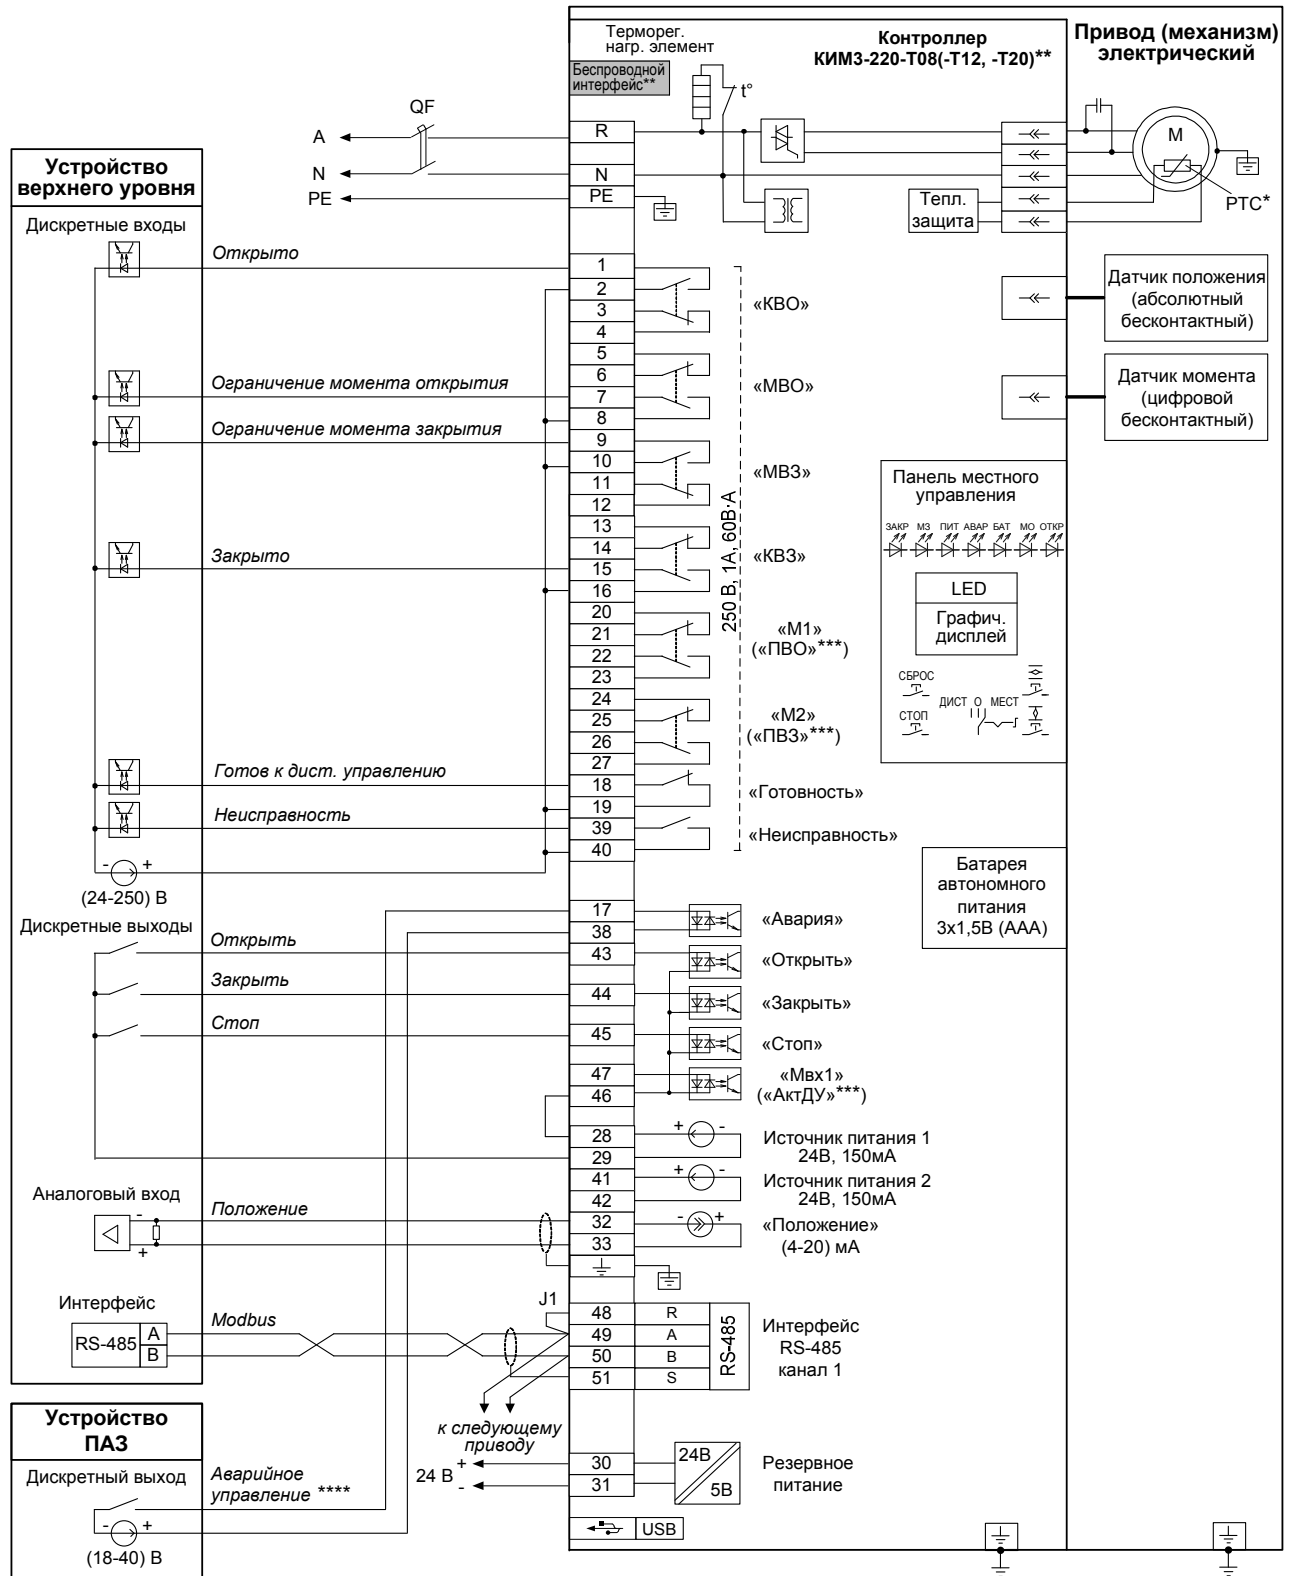 Терморег.
нагр. элемент
Контроллер
КИМ3-220-Т08(-Т12, -Т20)**
Привод (механизм)
электрический
Беспроводной
интерфейс**
t°
QF
A
R
M
N
N
PE
PE
Тепл.
защита
РТС*
Устройство
верхнего уровня
Дискретные входы
Открыто
1
2
3
4
«КВО»
Датчик положения
(абсолютный
бесконтактный)
Ограничение момента открытия
5
6
7
8
«МВО»
Датчик момента
(цифровой
бесконтактный)
Ограничение момента закрытия
9
10
11
12
«МВЗ»
250 В, 1А, 60В·А
Закрыто
13
14
15
16
«КВЗ»
20
21
22
23
«М1»
(«ПВО»***)
24
25
26
27
«М2»
(«ПВЗ»***)
Панель местного
управления
ЗАКР МЗ ПИТ АВАР БАТ МО ОТКР
LED
Графич.
дисплей
СБРОС
СТОП
ДИСТ О МЕСТ
Готов к дист. управлению
18
19
«Готовность»
Неисправность
39
40
«Неисправность»
- +
(24-250) В
Батарея
автономного
питания
3х1,5В (ААА)
Дискретные выходы
17
38
«Авария»
Открыть
43
«Открыть»
Закрыть
44
«Закрыть»
Стоп
45
«Стоп»
47
46
«Мвх1»
(«АктДУ»***)
28
29
+ -
Источник питания 1
24В, 150мА
41
42
+ -
Источник питания 2
24В, 150мА
Аналоговый вход
-
+
Положение
32
33
- +
«Положение»
(4-20) мА
Интерфейс
RS-485
A
B
Modbus
J1
48 R
49 A
50 B
51 S
RS-485
Интерфейс
RS-485
канал 1
к следующему
приводу
24 В
+
-
30
31
24В
5В
Резервное
питание
USB
Устройство
ПАЗ
Дискретный выход
Аварийное
управление ****
- +
(18-40) В